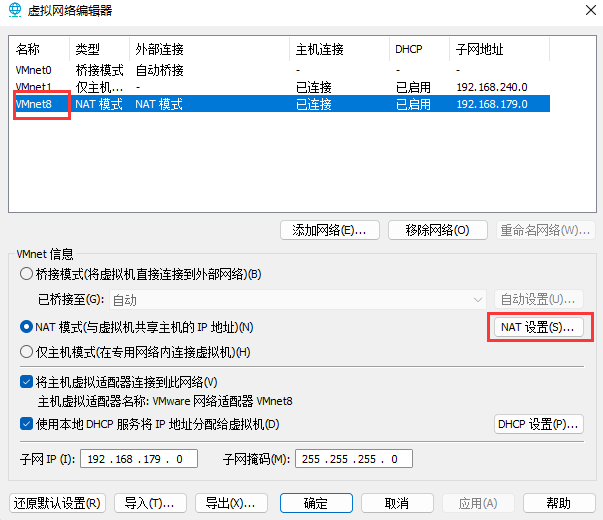 虚拟网络编辑器
名称 类型 外部连接 主机连接 DHCP 子网地址
VMnet0 桥接模式 自动桥接 - - -
VMnet1 仅主机... - 已连接 已启用 192.168.240.0
VMnet8 NAT 模式 NAT 模式 已连接 已启用 192.168.179.0
添加网络(E)... 移除网络(O) 重命名网络(W)...
VMnet 信息
桥接模式(将虚拟机直接连接到外部网络)(B)
已桥接至(G): 自动 自动设置(U)...
NAT 模式(与虚拟机共享主机的 IP 地址)(N) NAT 设置(S)...
仅主机模式(在专用网络内连接虚拟机)(H)
将主机虚拟适配器连接到此网络(V)
主机虚拟适配器名称: VMware 网络适配器 VMnet8
使用本地 DHCP 服务将 IP 地址分配给虚拟机(D) DHCP 设置(P)...
子网 IP (I): 192 . 168 . 179 . 0 子网掩码(M): 255 . 255 . 255 . 0
还原默认设置(R) 导入(T)... 导出(X)... 确定 取消 应用(A) 帮助